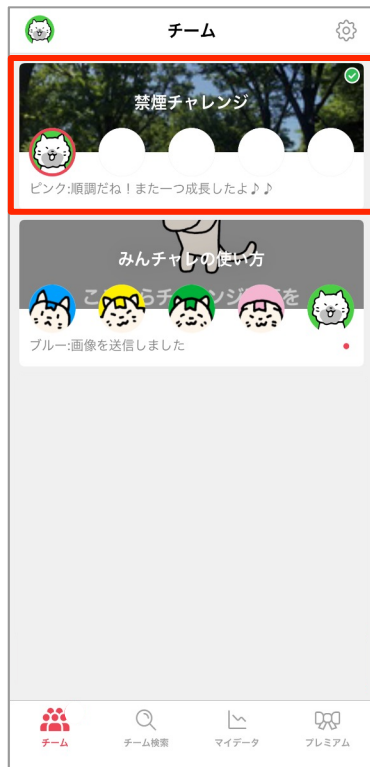 チーム
禁煙チャレンジ
ピンク:順調だね！また一つ成長したよ♪♪
みんチャレの使い方
ブルー:画像を送信しました
チーム
チーム検索
マイデータ
プレミアム